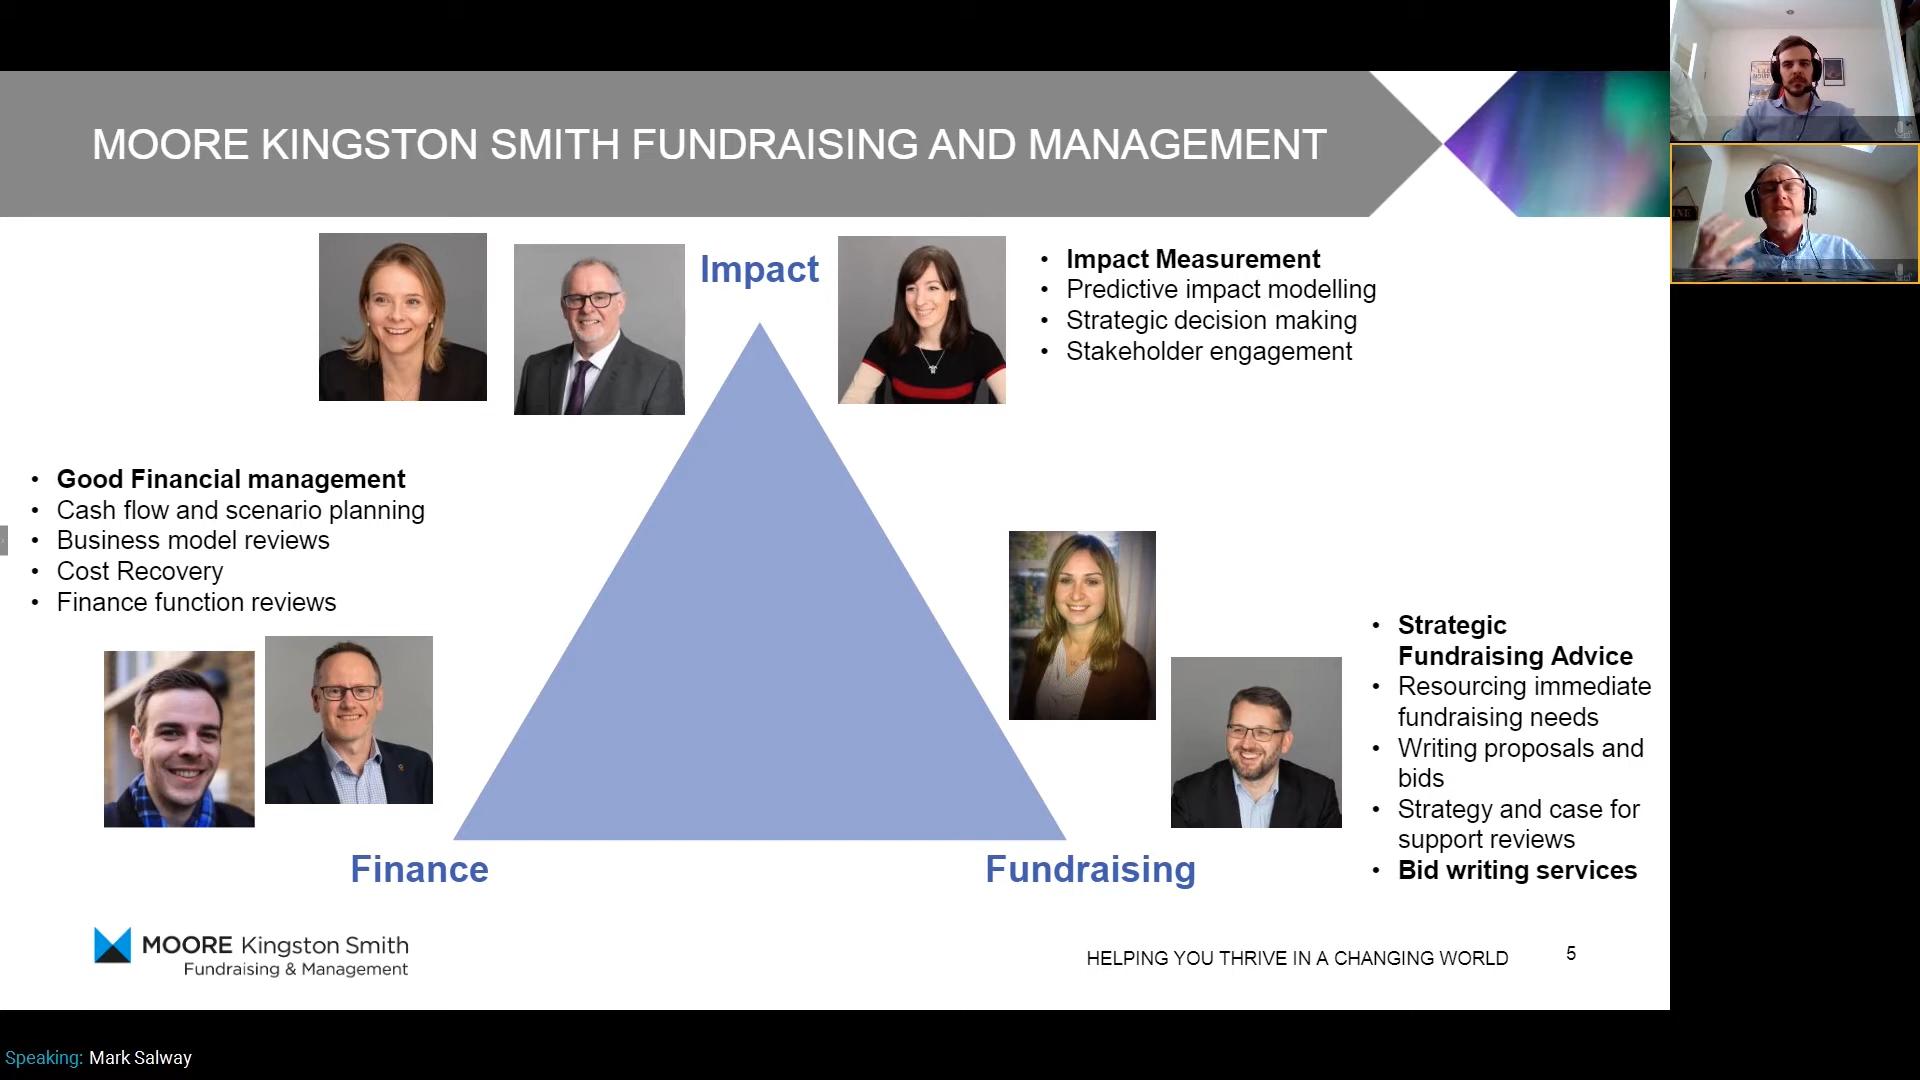 MOORE KINGSTON SMITH FUNDRAISING AND MANAGEMENT
Impact
• Impact Measurement
• Predictive impact modelling
• Strategic decision making
• Stakeholder engagement
• Good Financial management
• Cash flow and scenario planning
• Business model reviews
• Cost Recovery
• Finance function reviews
• Strategic
Fundraising Advice
• Resourcing immediate
fundraising needs
• Writing proposals and
bids
• Strategy and case for
support reviews
• Bid writing services
Finance
Fundraising
MOORE Kingston Smith
Fundraising & Management
HELPING YOU THRIVE IN A CHANGING WORLD
5
Speaking: Mark Salway